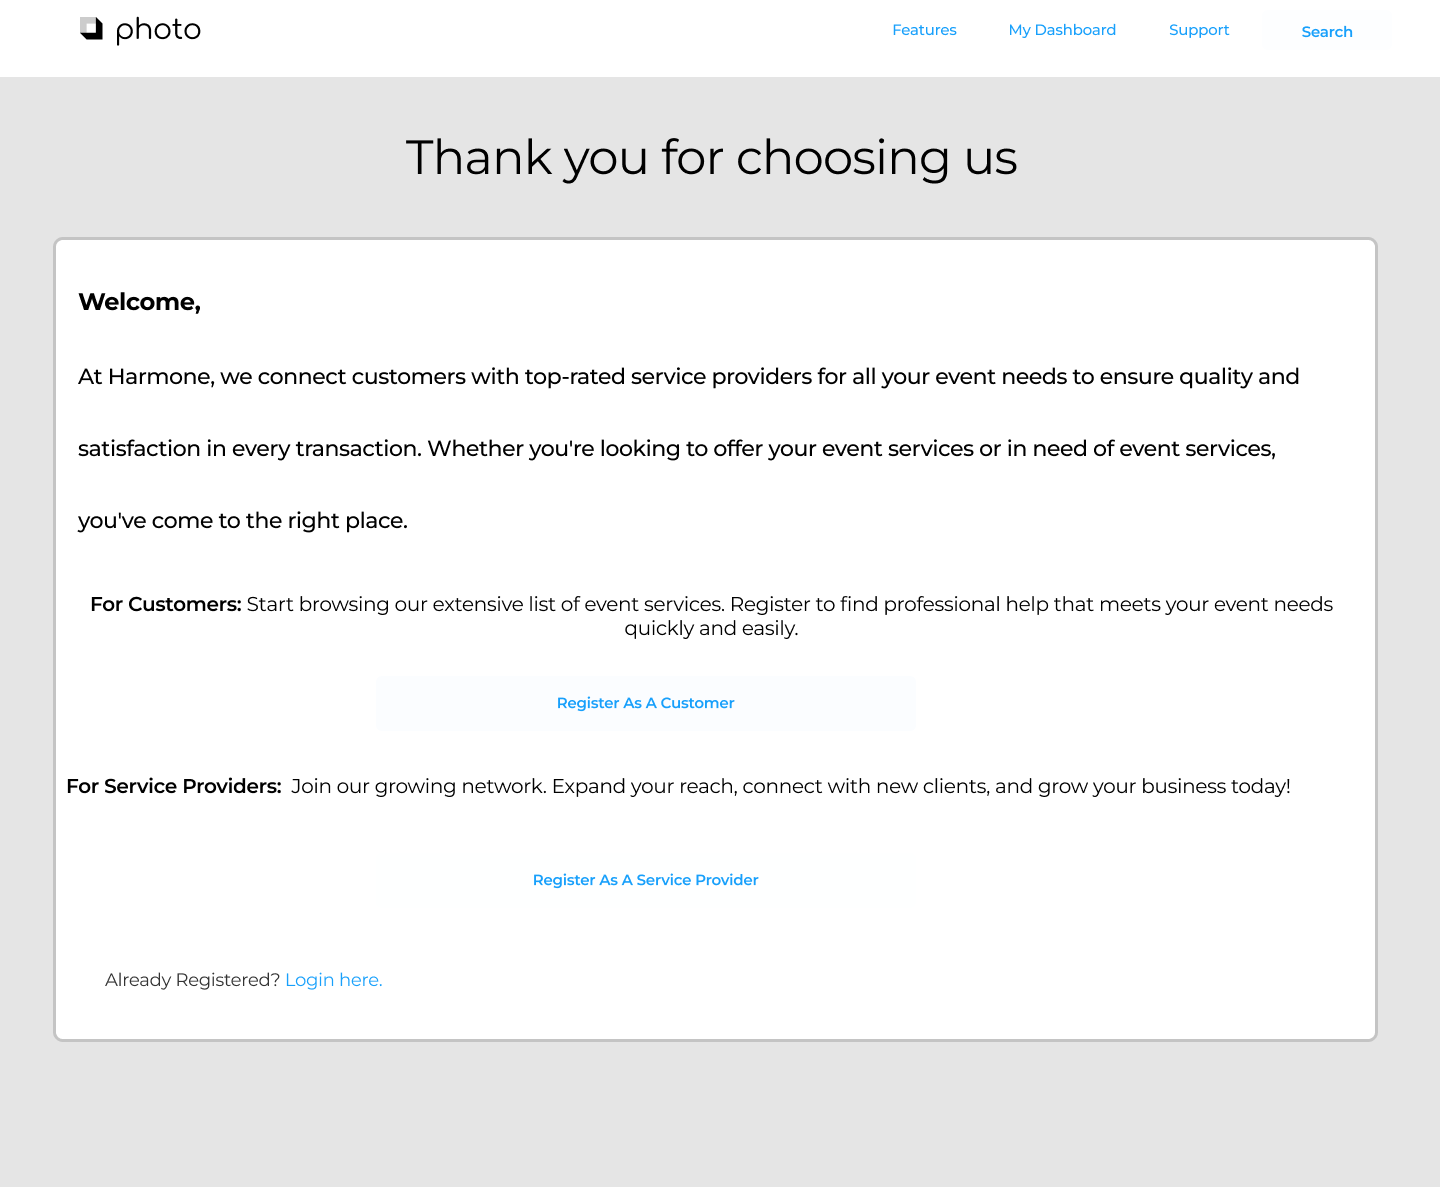 photo
Features
My Dashboard
Support
Search
Thank you for choosing us
Welcome,
At Harmone, we connect customers with top-rated service providers for all your event needs to ensure quality and
satisfaction in every transaction. Whether you're looking to offer your event services or in need of event services,
you've come to the right place.
For Customers: Start browsing our extensive list of event services. Register to find professional help that meets your event needs
quickly and easily.
Register As A Customer
For Service Providers:  Join our growing network. Expand your reach, connect with new clients, and grow your business today!
Register As A Service Provider
Already Registered? Login here.